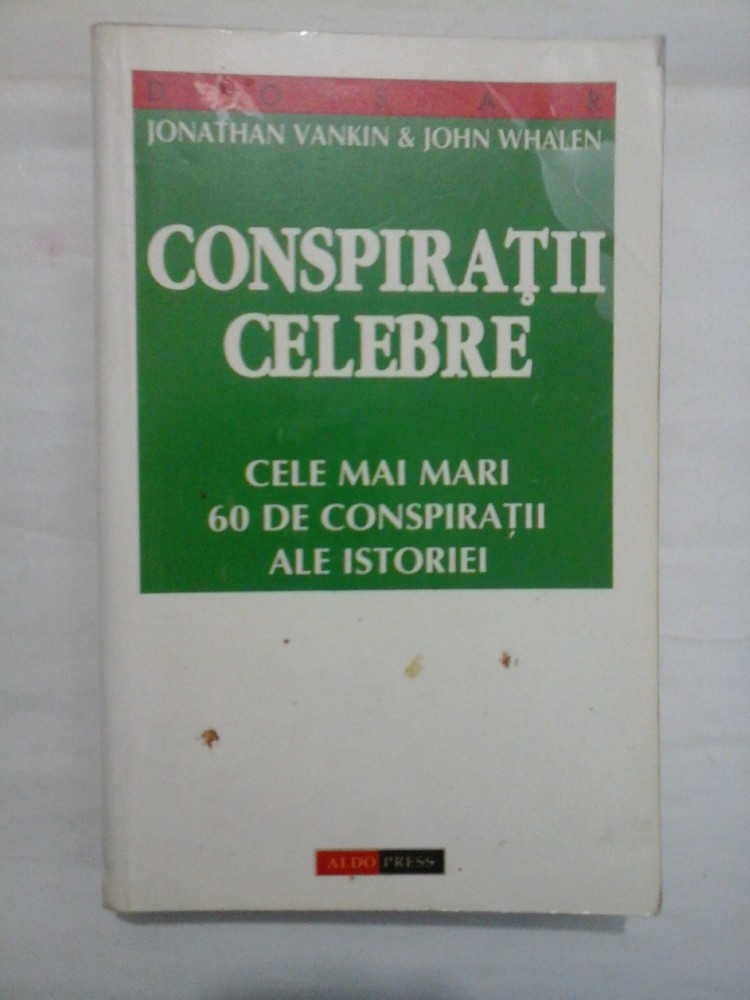 DOSAR
JONATHAN VANKIN & JOHN WHALEN
CONSPIRAȚII
CELEBRE
CELE MAI MARI
60 DE CONSPIRAȚII
ALE ISTORIEI
ALDO PRESS